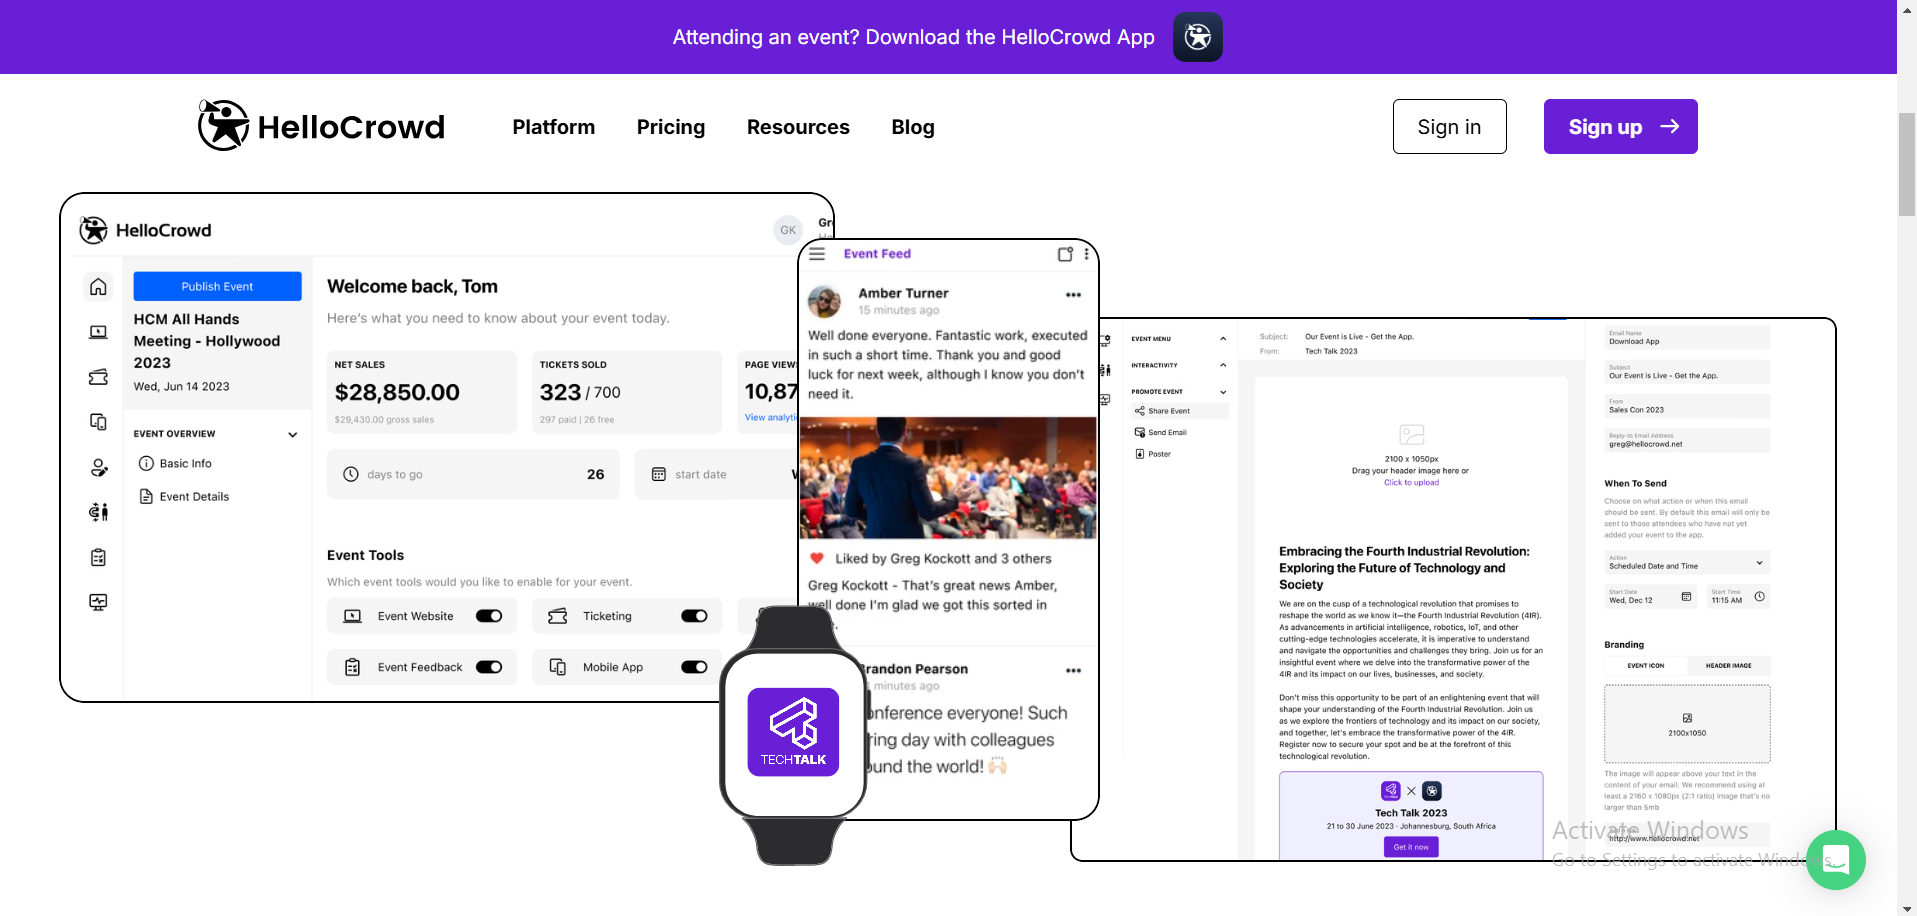 Attending an event? Download the HelloCrowd App
HelloCrowd
Platform
Pricing
Resources
Blog
Sign in
Sign up
HelloCrowd
GK
Publish Event
HCM All Hands
Meeting - Hollywood
2023
Wed, Jun 14 2023
EVENT OVERVIEW
Basic Info
Event Details
Welcome back, Tom
Here's what you need to know about your event today.
NET SALES
$28,850.00
$29,430.00 gross sales
TICKETS SOLD
323 / 700
297 paid | 26 free
PAGE VIEWS
10,87
View analyti
days to go
26
start date
Event Tools
Which event tools would you like to enable for your event.
Event Website
Ticketing
Event Feedback
Mobile App
Event Feed
Amber Turner
15 minutes ago
Well done everyone. Fantastic work, executed
in such a short time. Thank you and good
luck for next week, although I know you don't
need it.
Liked by Greg Kockott and 3 others
Greg Kockott - That's great news Amber,
well done I'm glad we got this sorted in
Brandon Pearson
minutes ago
onference everyone! Such
ring day with colleagues
ound the world! 🙌🏻
TECHTALK
EVENT MENU
INTERACTIVITY
PROMOTE EVENT
Share Event
Send Email
Poster
Subject: Our Event is Live - Get the App.
From: Tech Talk 2023
2100 x 1050px
Drag your header image here or
Click to upload
Embracing the Fourth Industrial Revolution:
Exploring the Future of Technology and
Society
We are on the cusp of a technological revolution that promises to
reshape the world as we know it—the Fourth Industrial Revolution (4IR).
As advancements in artificial intelligence, robotics, IoT, and other
cutting-edge technologies accelerate, it is imperative to understand
and navigate the opportunities and challenges they bring. Join us for an
insightful event where we delve into the transformative power of the
4IR and its impact on our lives, businesses, and society.
Don't miss this opportunity to be part of an enlightening event that will
shape your understanding of the Fourth Industrial Revolution. Join us
as we explore the frontiers of technology and its impact on our society,
and together, let's embrace the transformative power of the 4IR.
Register now to secure your spot and be at the forefront of this
technological revolution.
Tech Talk 2023
21 to 30 June 2023 · Johannesburg, South Africa
Get it now
Email Name
Download App
Subject
Our Event is Live - Get the App.
From
Sales Con 2023
Reply-to Email Address
greg@hellocrowd.net
When To Send
Choose on what action or when this email
should be sent. By default this email will only be
sent to those attendees who have not yet
added your event to the app.
Action
Scheduled Date and Time
Start Date
Wed, Dec 12
Start Time
11:15 AM
Branding
EVENT ICON
HEADER IMAGE
2100x1050
The image will appear above your text in the
content of your email. We recommend using at
least a 2160 x 1080px (2:1 ratio) image that's no
larger than 5mb
http://www.hellocrowd.net
Activate Windows
Go to Settings to activate Windows.